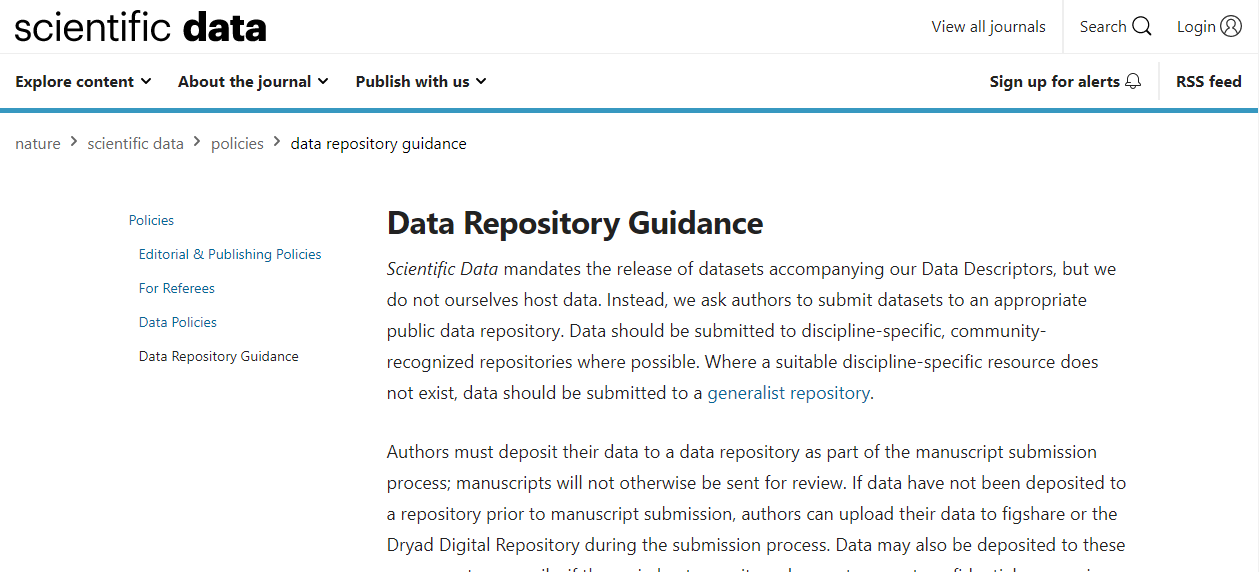 scientific data
View all journals
Search
Login
Explore content
About the journal
Publish with us
Sign up for alerts
RSS feed
nature > scientific data > policies > data repository guidance
Policies
Editorial & Publishing Policies
For Referees
Data Policies
Data Repository Guidance
Data Repository Guidance
Scientific Data mandates the release of datasets accompanying our Data Descriptors, but we
do not ourselves host data. Instead, we ask authors to submit datasets to an appropriate
public data repository. Data should be submitted to discipline-specific, community-
recognized repositories where possible. Where a suitable discipline-specific resource does
not exist, data should be submitted to a generalist repository.
Authors must deposit their data to a data repository as part of the manuscript submission
process; manuscripts will not otherwise be sent for review. If data have not been deposited to
a repository prior to manuscript submission, authors can upload their data to figshare or the
Dryad Digital Repository during the submission process. Data may also be deposited to these